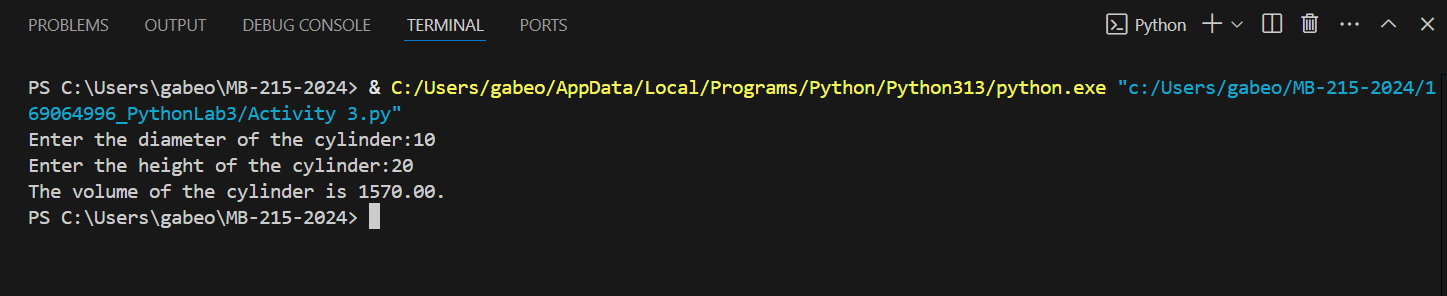 PROBLEMS OUTPUT DEBUG CONSOLE TERMINAL PORTS Python
PS C:\Users\gabeo\MB-215-2024> & C:/Users/gabeo/AppData/Local/Programs/Python/Python313/python.exe "c:/Users/gabeo/MB-215-2024/1
69064996_PythonLab3/Activity 3.py"
Enter the diameter of the cylinder:10
Enter the height of the cylinder:20
The volume of the cylinder is 1570.00.
PS C:\Users\gabeo\MB-215-2024>